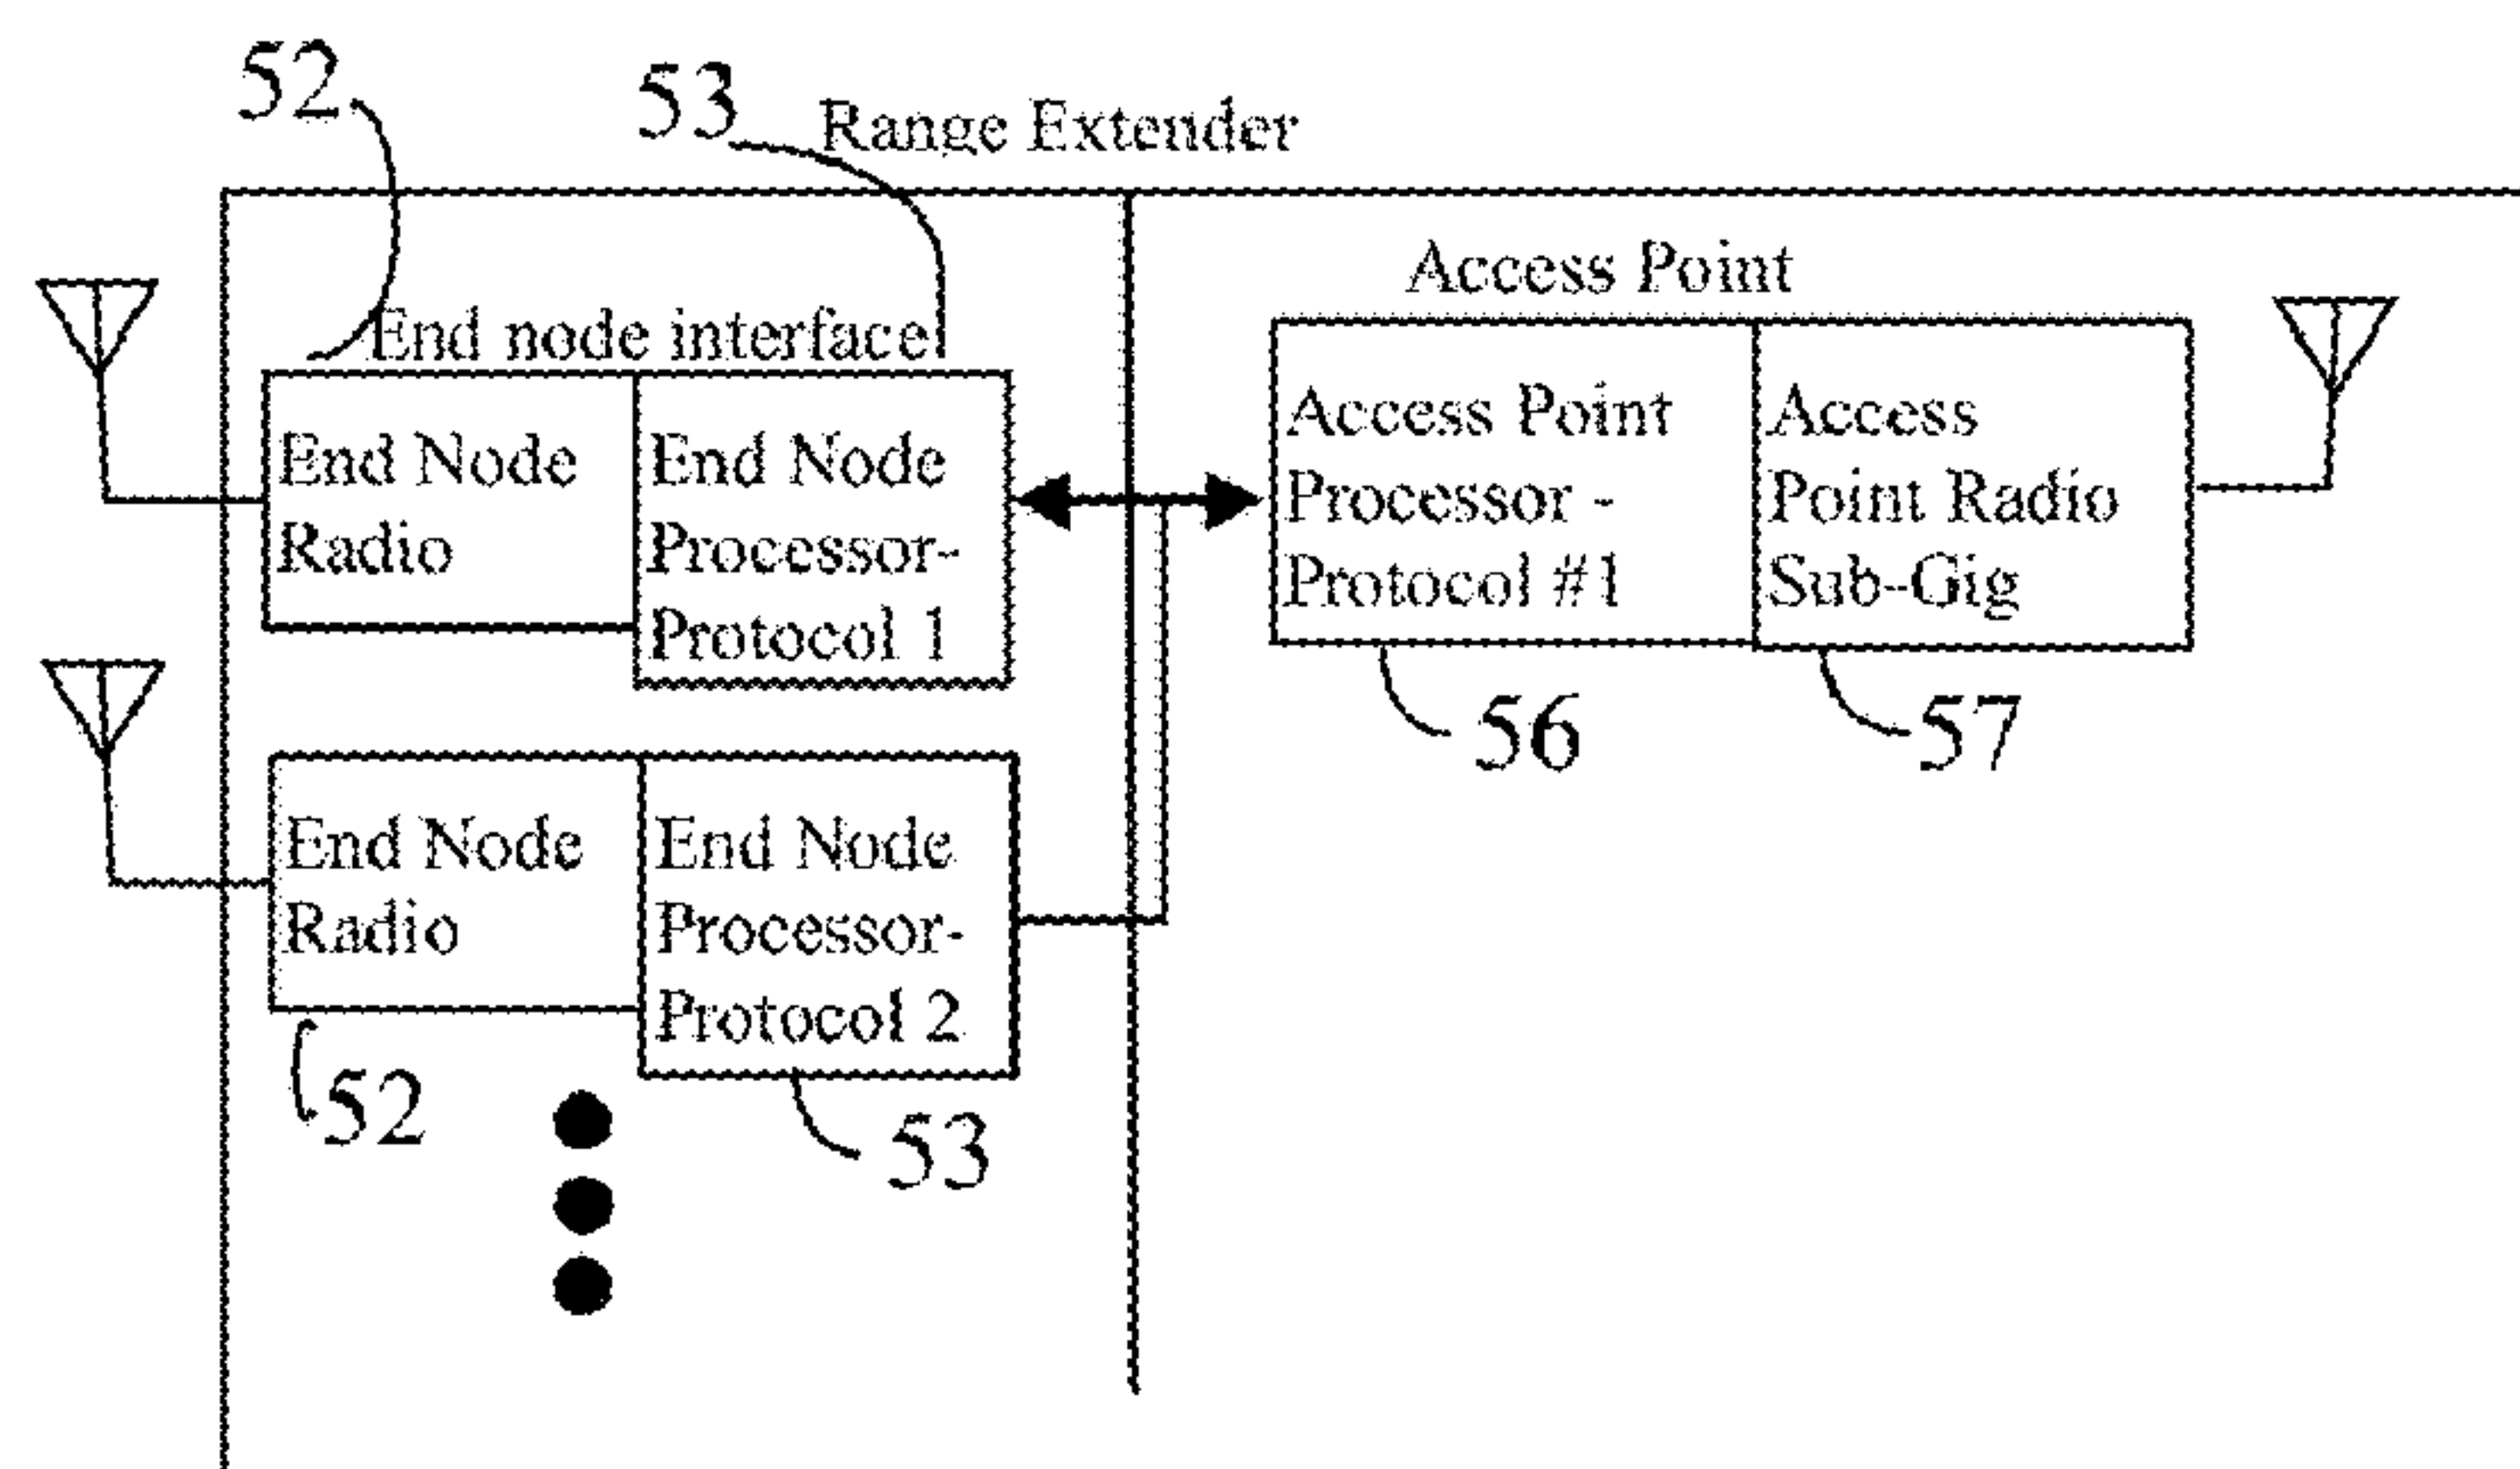 52
53
Range Extender
Access Point
End node interface
End Node
Radio
End Node
Processor-
Protocol 1
Access Point
Processor -
Protocol #1
Access
Point Radio
Sub-Gig
56
57
End Node
Radio
End Node
Processor-
Protocol 2
52
53